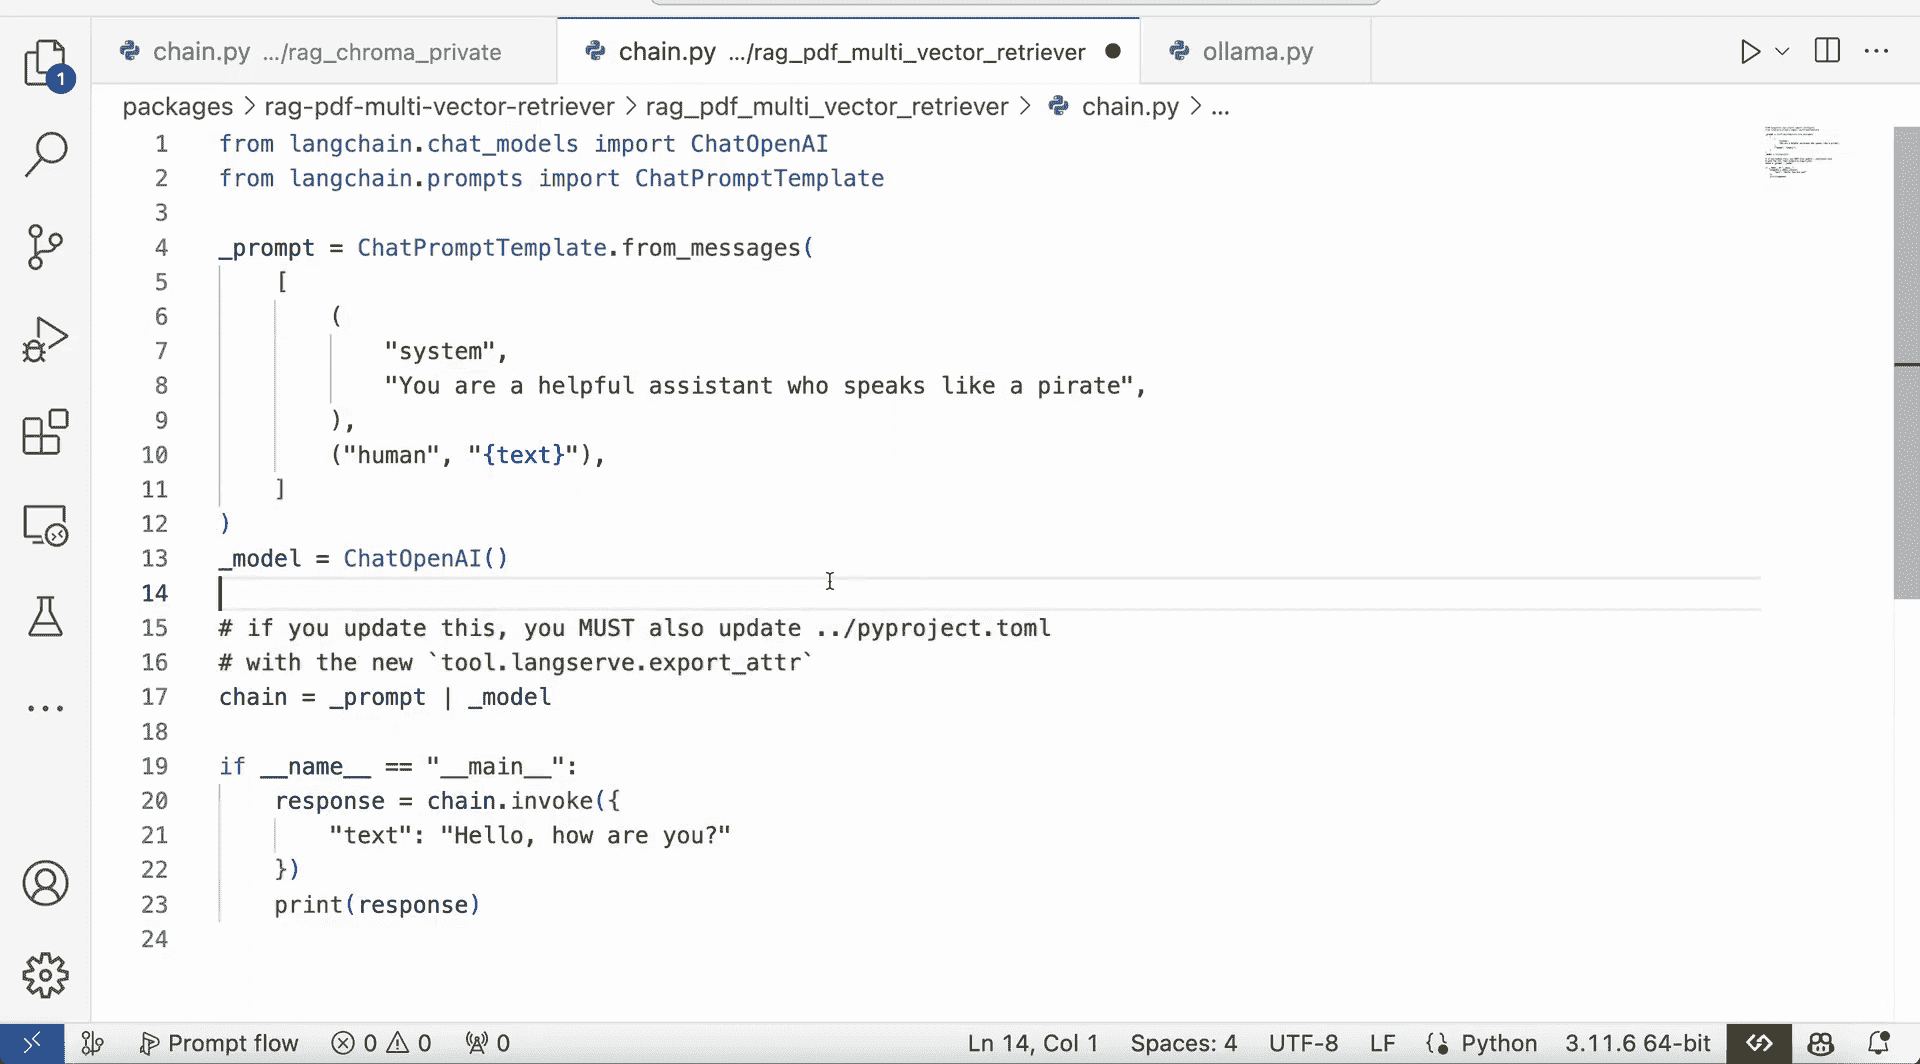 chain.py .../rag_chroma_private
chain.py .../rag_pdf_multi_vector_retriever
ollama.py
1
packages > rag-pdf-multi-vector-retriever > rag_pdf_multi_vector_retriever > chain.py > ...
1 from langchain.chat_models import ChatOpenAI
2 from langchain.prompts import ChatPromptTemplate
3
4 _prompt = ChatPromptTemplate.from_messages(
5     [
6         (
7             "system",
8             "You are a helpful assistant who speaks like a pirate",
9         ),
10         ("human", "{text}"),
11     ]
12 )
13 _model = ChatOpenAI()
14
15 # if you update this, you MUST also update ../pyproject.toml
16 # with the new `tool.langserve.export_attr`
17 chain = _prompt | _model
18
19 if __name__ == "__main__":
20     response = chain.invoke({
21         "text": "Hello, how are you?"
22     })
23     print(response)
24
Prompt flow 0 0 0 Ln 14, Col 1 Spaces: 4 UTF-8 LF Python 3.11.6 64-bit